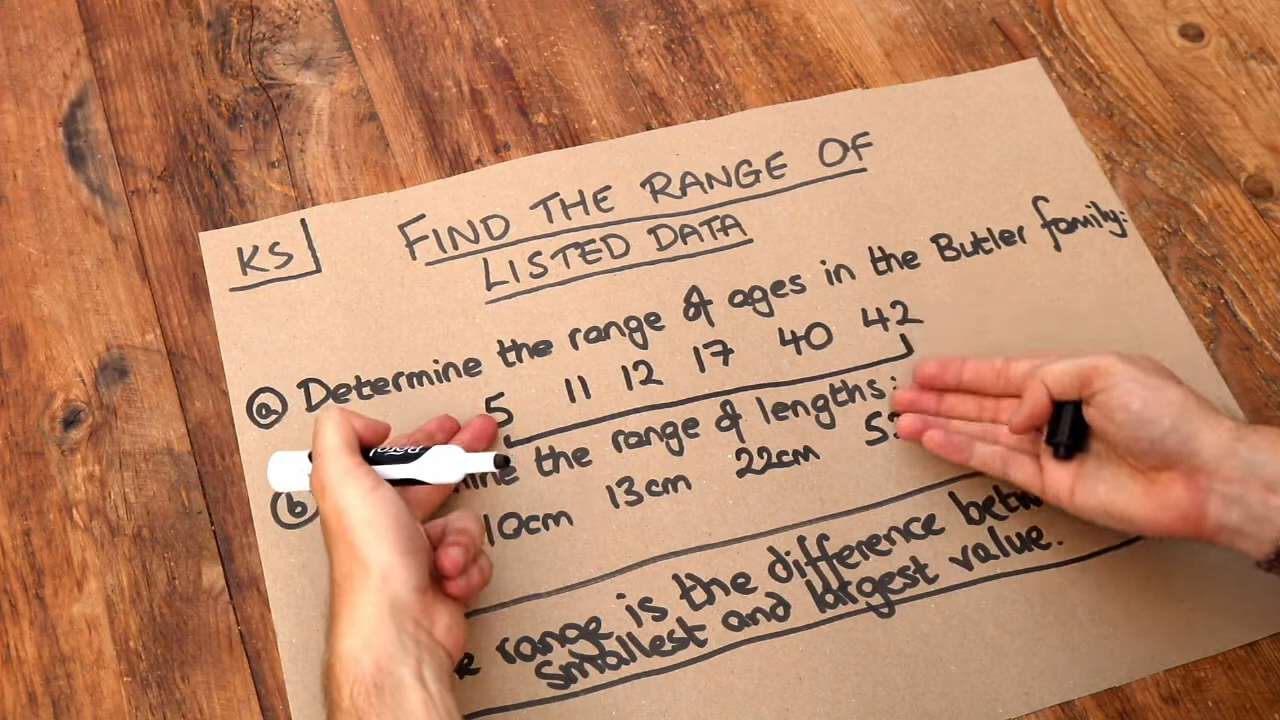 KS
FIND THE RANGE OF
LISTED DATA
a Determine the range of ages in the Butler family:
5 11 12 17 40 42
b the range of lengths:
10cm 13cm 22cm
range is the difference
smallest and largest value.